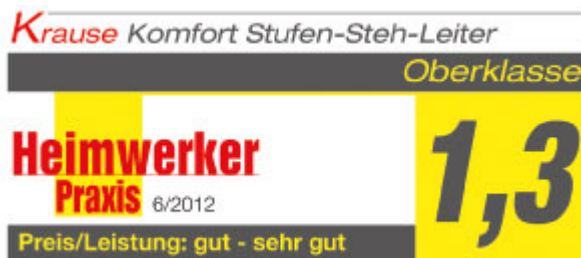 Krause Komfort Stufen-Steh-Leiter
Oberklasse
Heimwerker
Praxis 6/2012
1,3
Preis/Leistung: gut - sehr gut